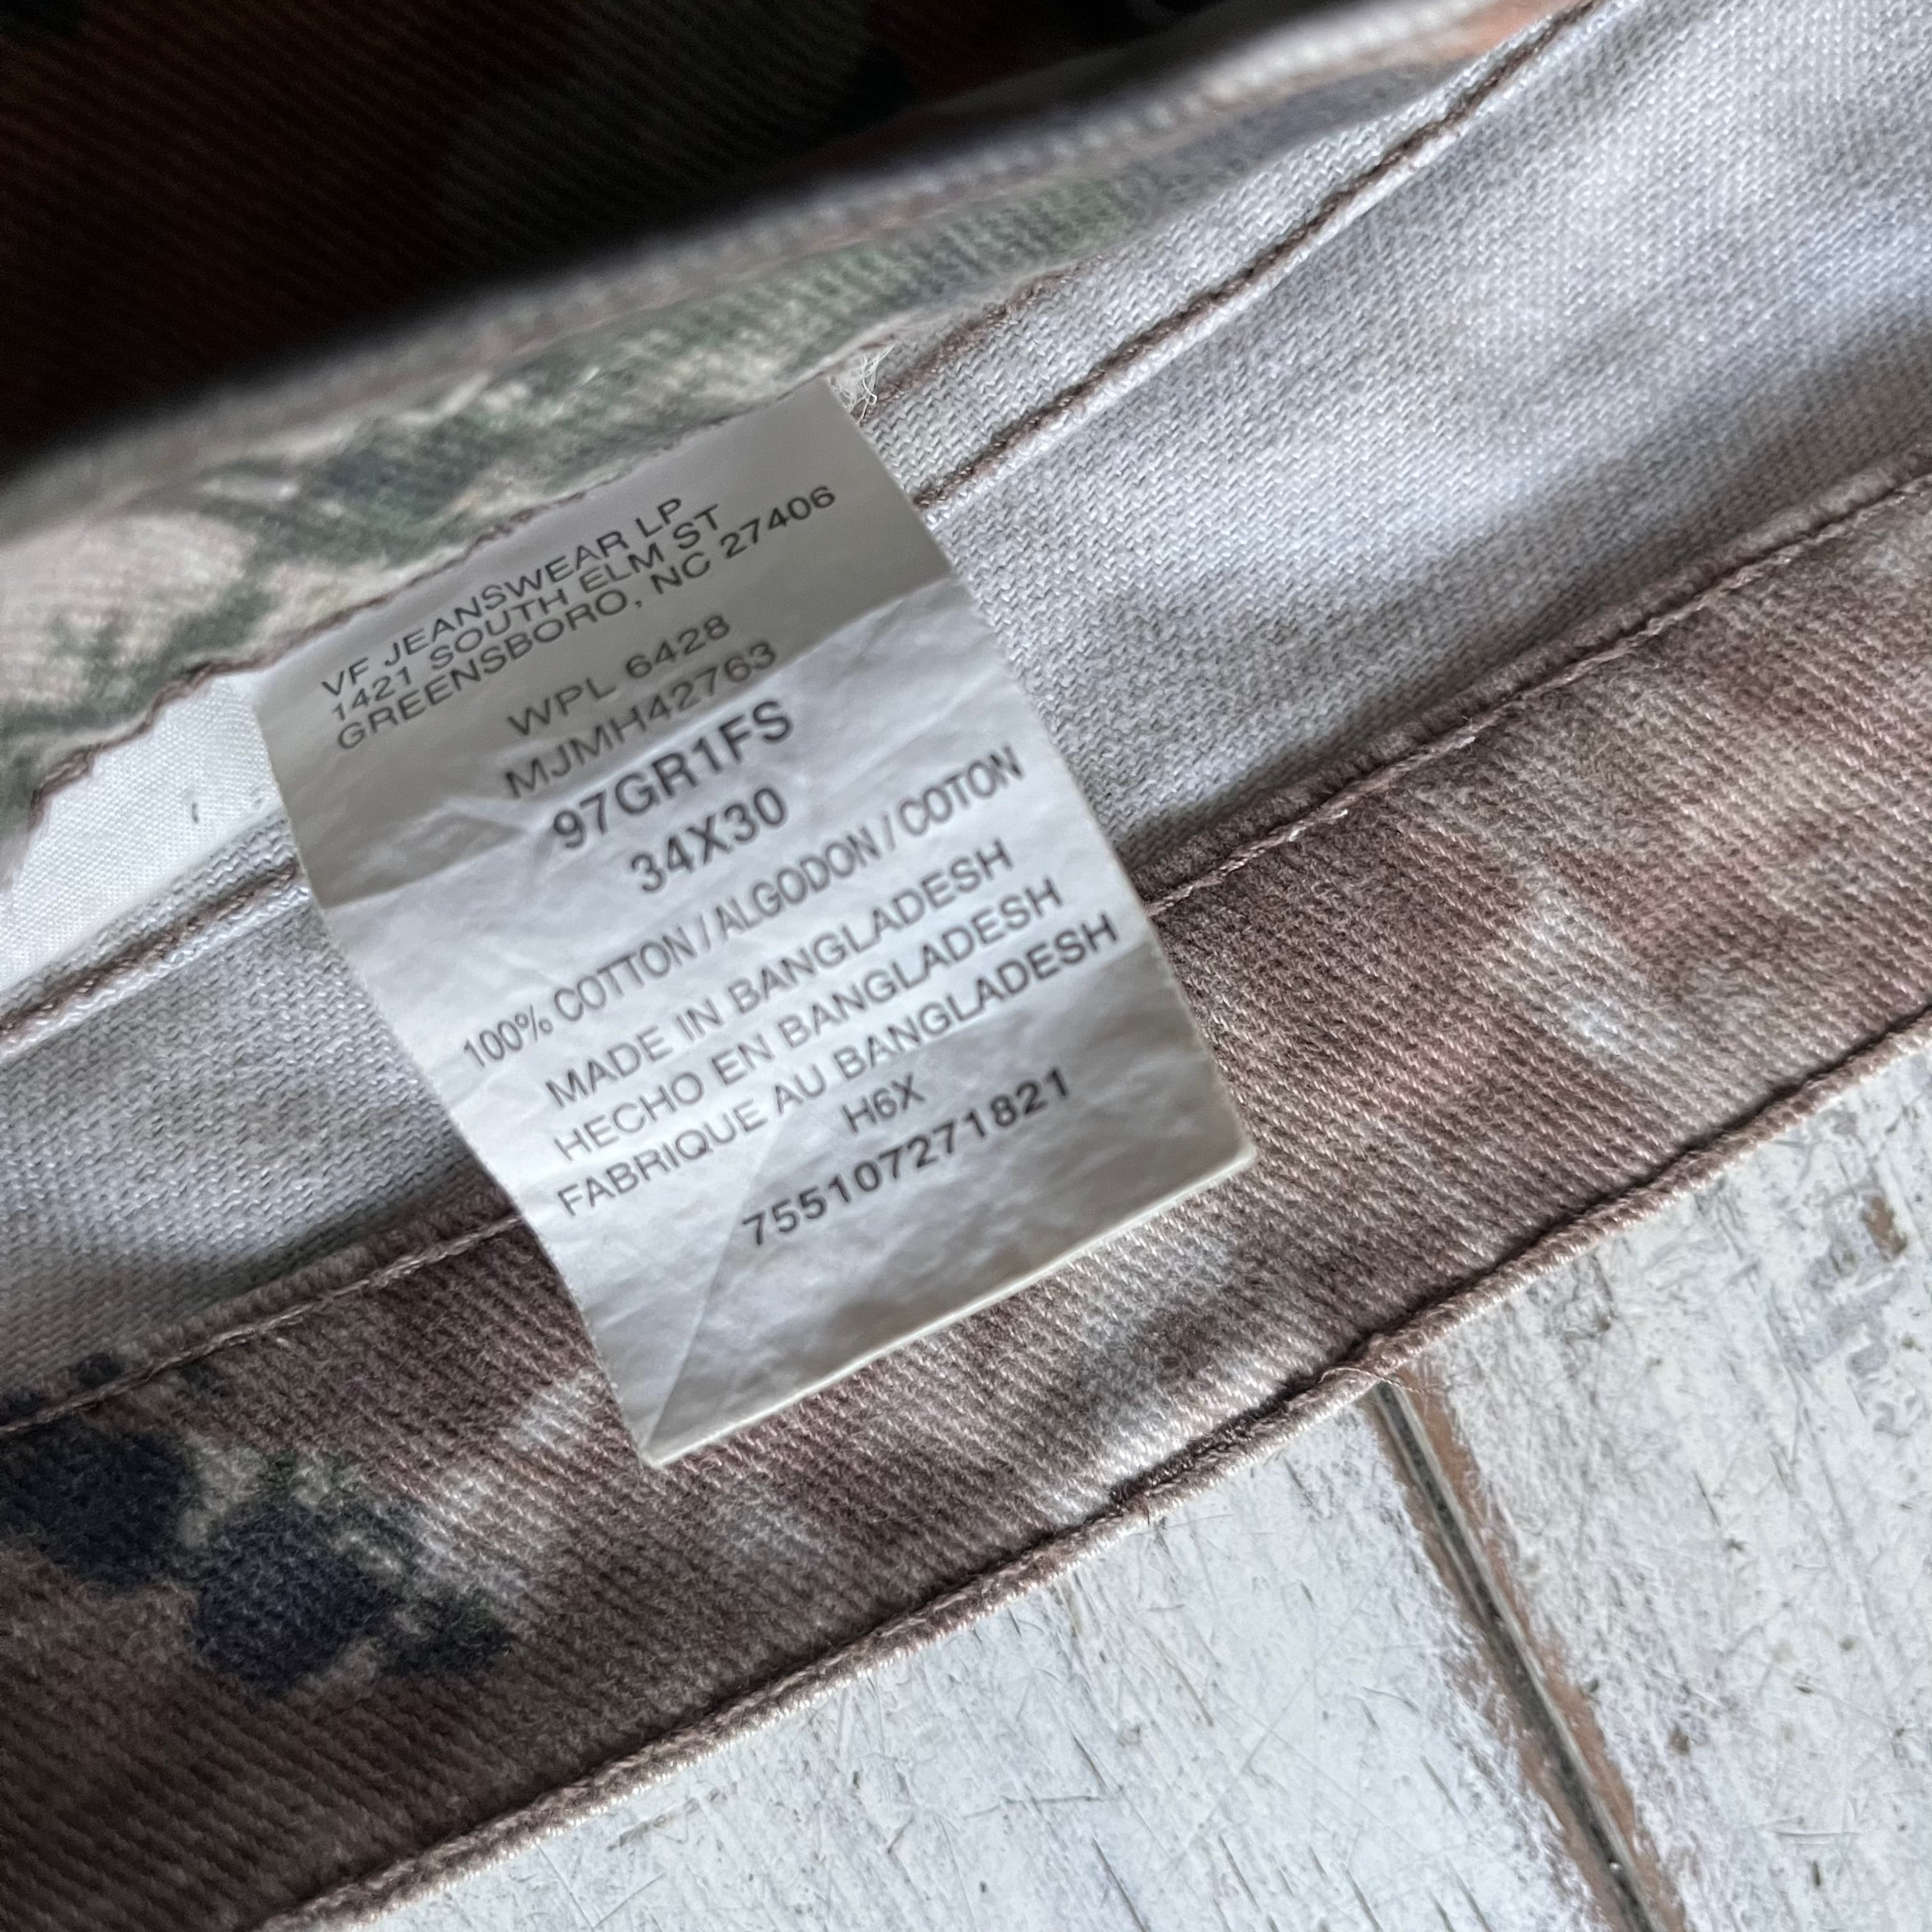 VF JEANSWEAR LP
1421 SOUTH ELM ST
GREENSBORO, NC 27406
WPL 6428
MJMH42763
97GR1FS
34X30
100% COTTON / ALGODON / COTON
MADE IN BANGLADESH
HECHO EN BANGLADESH
FABRIQUE AU BANGLADESH
H6X
755107271821